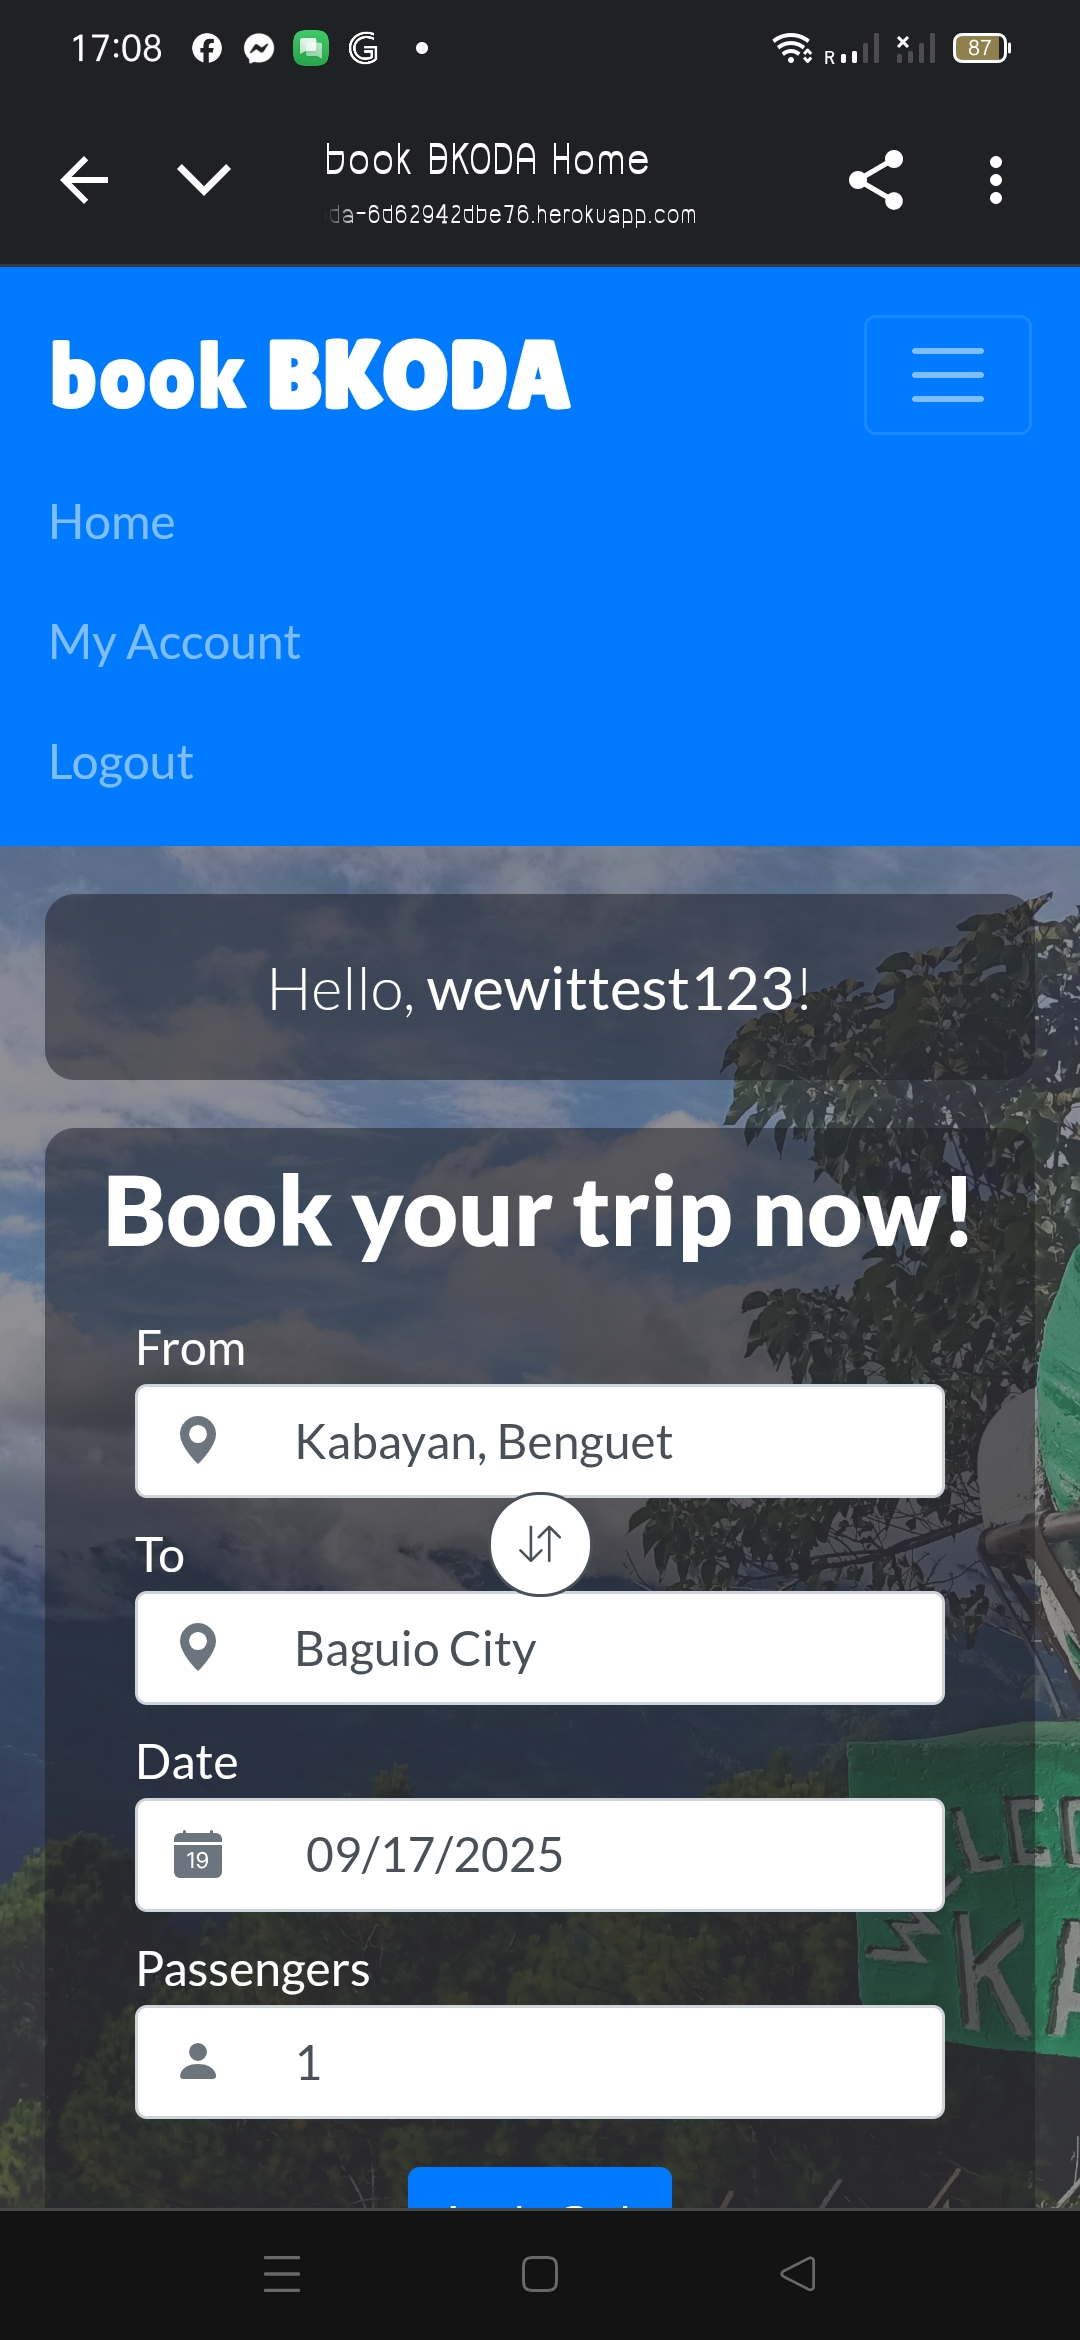 17:08
R
87
book BKODA Home
da-6d62942dbe76.herokuapp.com
book BKODA
Home
My Account
Logout
Hello, wewittest123!
Book your trip now!
From
Kabayan, Benguet
To
Baguio City
Date
19
09/17/2025
Passengers
1